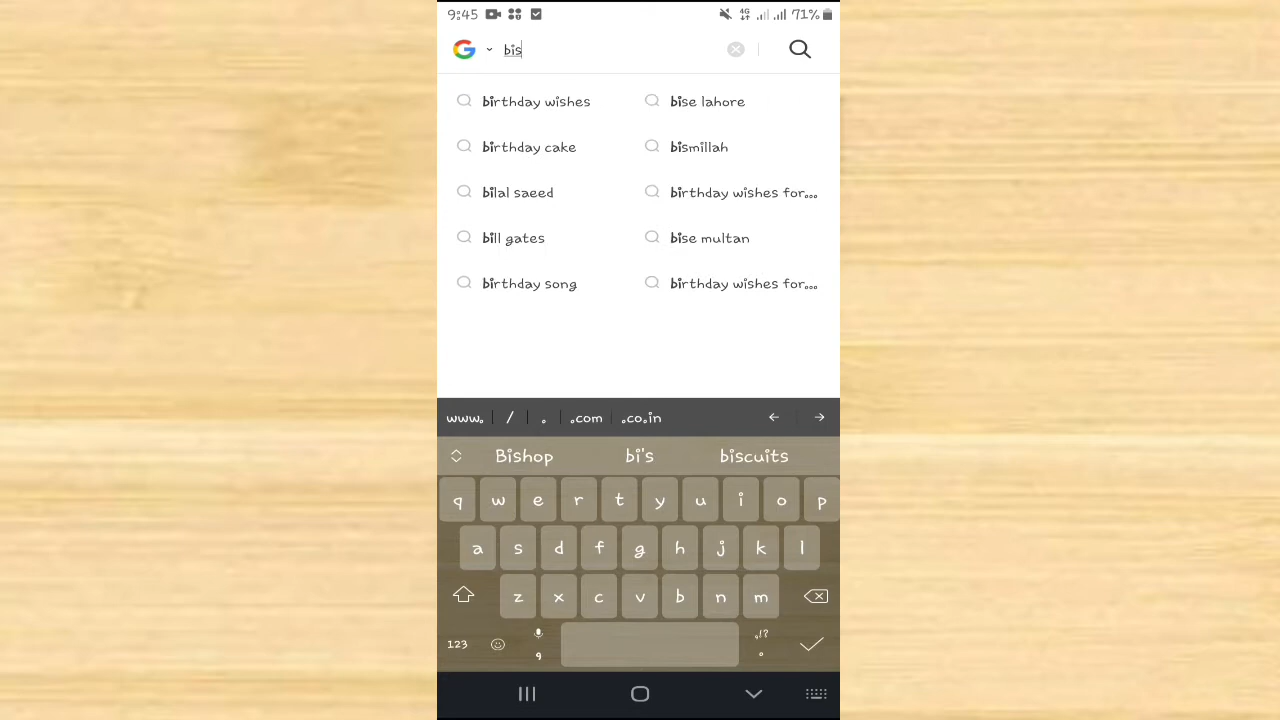 9:45 4G 71%
bis
birthday wishes bise lahore
birthday cake bismillah
bilal saeed birthday wishes for...
bill gates bise multan
birthday song birthday wishes for...
www. / . .com .co.in
Bishop bi's biscuits
q w e r t y u i o p
a s d f g h j k l
z x c v b n m
123 , .!? .